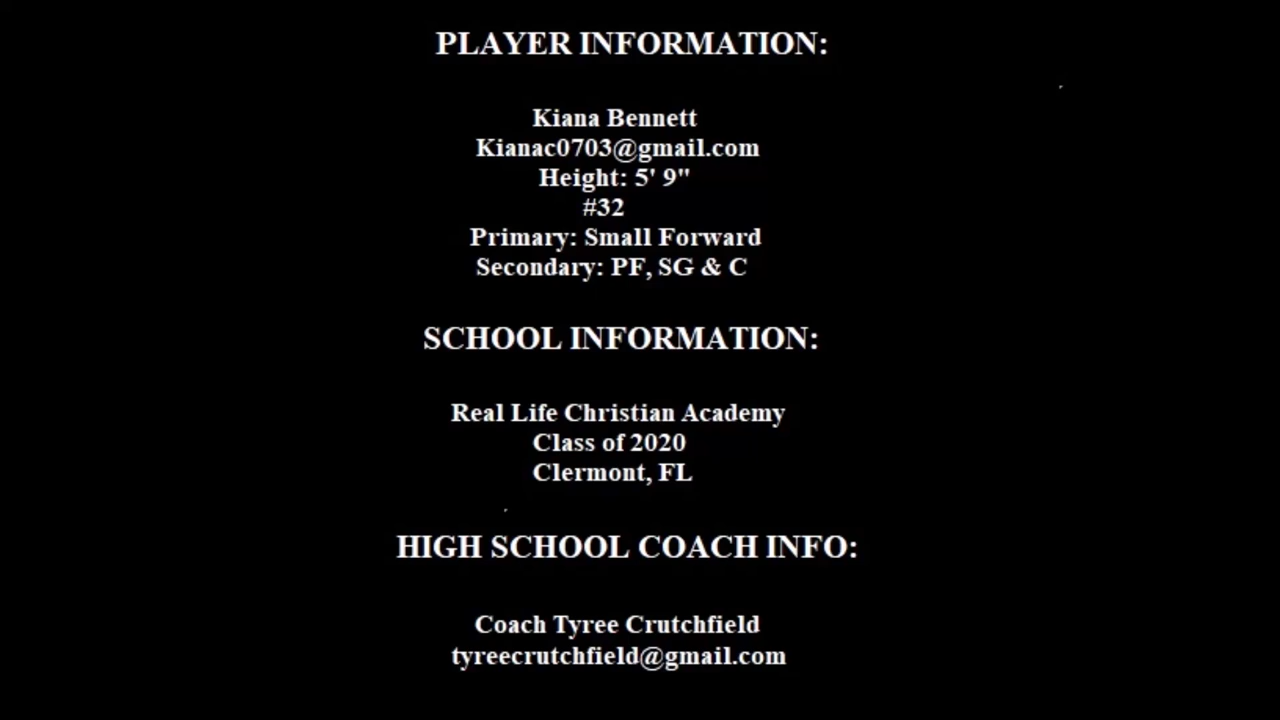 PLAYER INFORMATION:
Kiana Bennett
Kianac0703@gmail.com
Height: 5' 9"
#32
Primary: Small Forward
Secondary: PF, SG & C
SCHOOL INFORMATION:
Real Life Christian Academy
Class of 2020
Clermont, FL
HIGH SCHOOL COACH INFO:
Coach Tyree Crutchfield
tyreecrutchfield@gmail.com